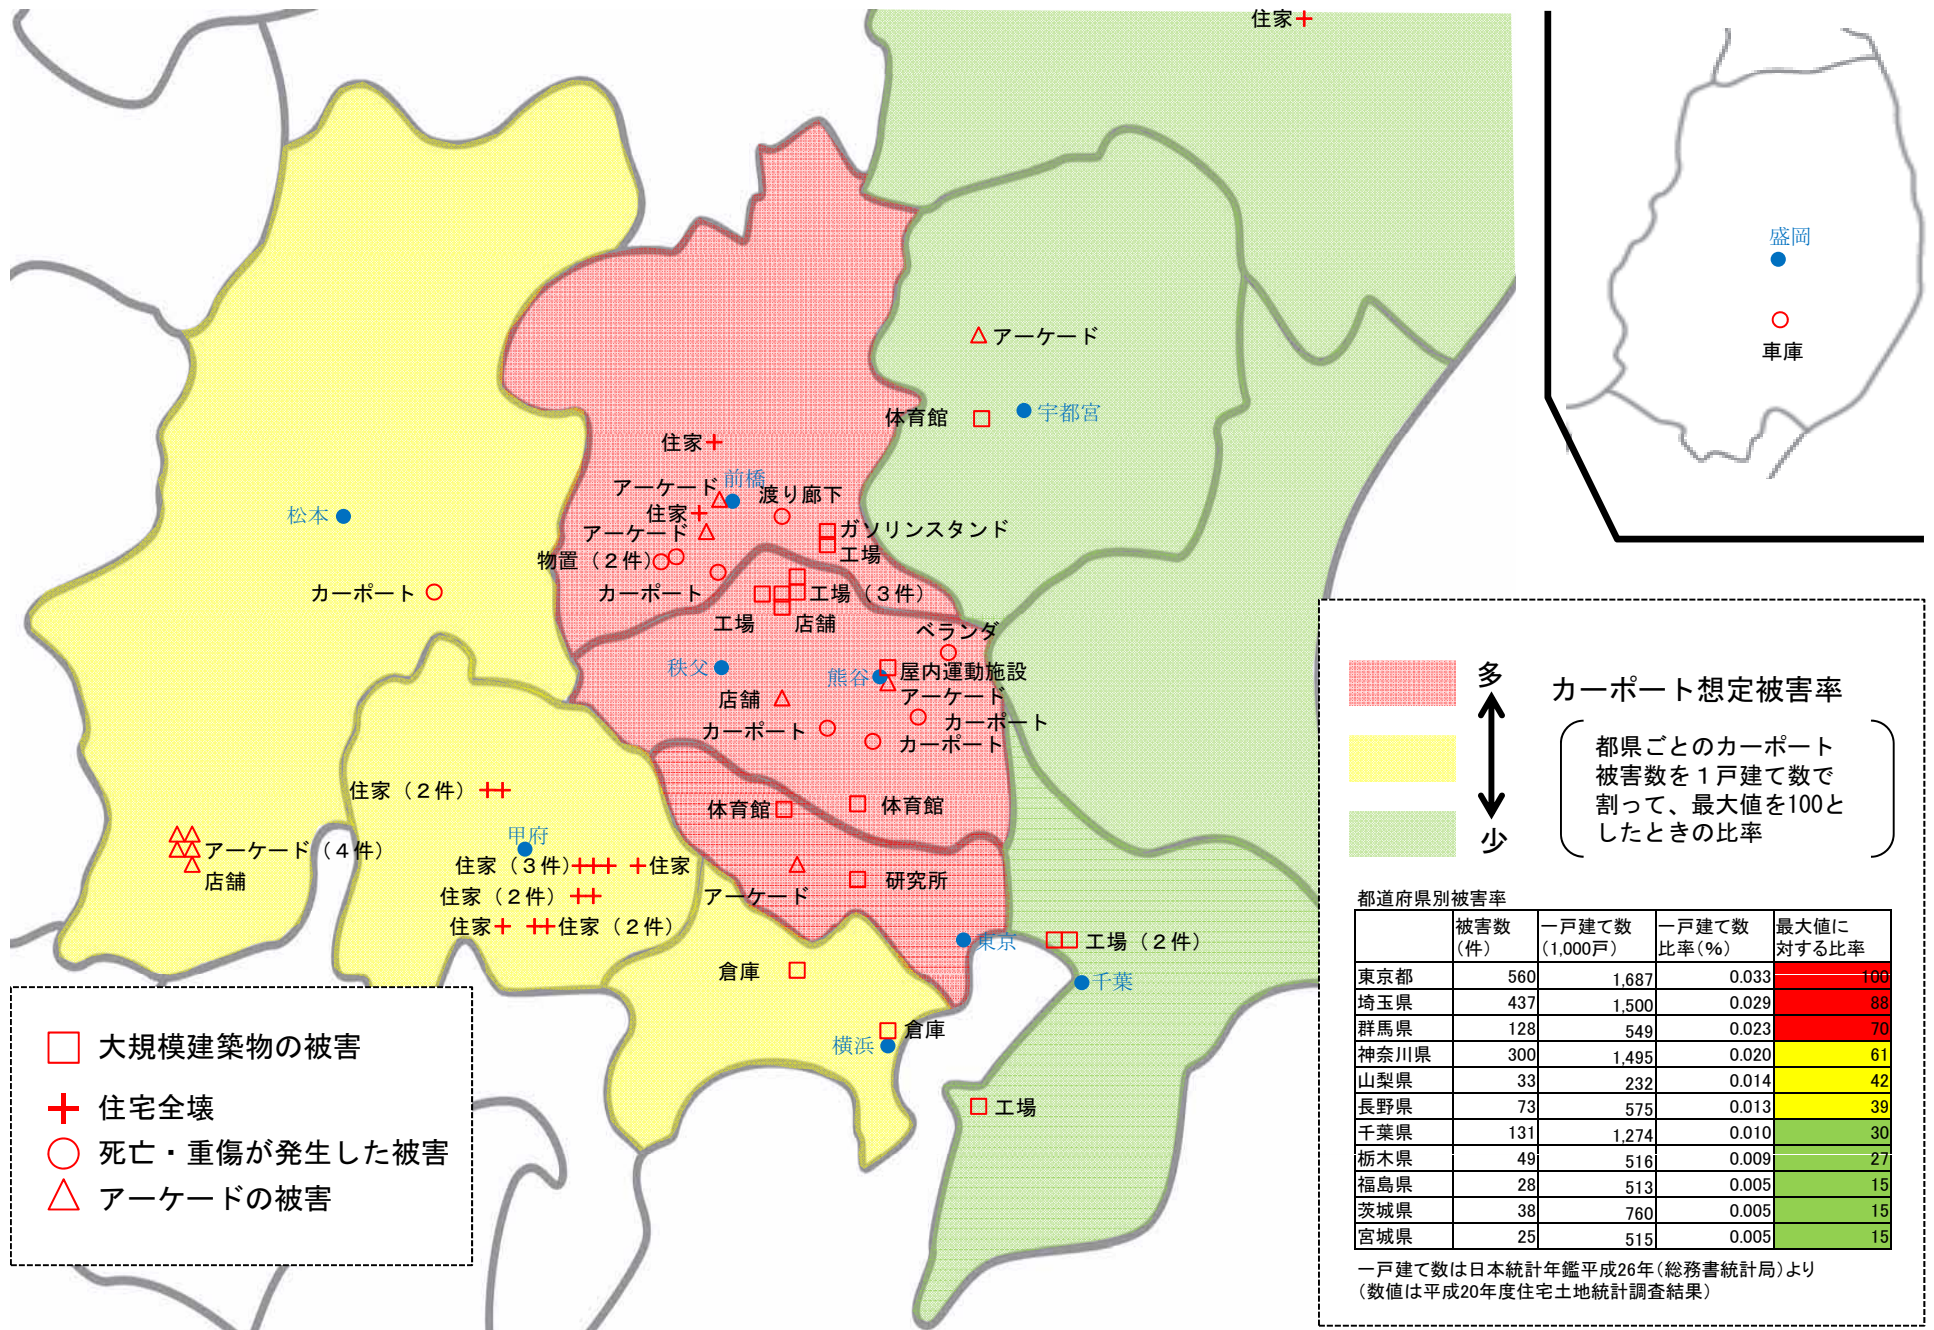 住家
盛岡
車庫
アーケード
体育館
宇都宮
住家
前橋
アーケード
渡り廊下
住家
アーケード
ガソリンスタンド
工場
物置（２件）
松本
カーポート
カーポート
工場（３件）
工場
店舗
ベランダ
秩父
熊谷
屋内運動施設
アーケード
店舗
カーポート
カーポート
カーポート
住家（２件）
体育館
体育館
甲府
アーケード（４件）
店舗
住家（３件）
住家
住家（２件）
アーケード
研究所
住家
住家（２件）
東京
工場（２件）
倉庫
千葉
倉庫
横浜
工場
大規模建築物の被害
住宅全壊
死亡・重傷が発生した被害
アーケードの被害
多
少
カーポート想定被害率
都県ごとのカーポート
被害数を１戸建て数で
割って、最大値を100と
したときの比率
都道府県別被害率
被害数（件） 一戸建て数（1,000戸） 一戸建て数比率（%） 最大値に対する比率
東京都 560 1,687 0.033 100
埼玉県 437 1,500 0.029 88
群馬県 128 549 0.023 70
神奈川県 300 1,495 0.020 61
山梨県 33 232 0.014 42
長野県 73 575 0.013 39
千葉県 131 1,274 0.010 30
栃木県 49 516 0.009 27
福島県 28 513 0.005 15
茨城県 38 760 0.005 15
宮城県 25 515 0.005 15
一戸建て数は日本統計年鑑平成26年（総務書統計局）より
（数値は平成20年度住宅土地統計調査結果）